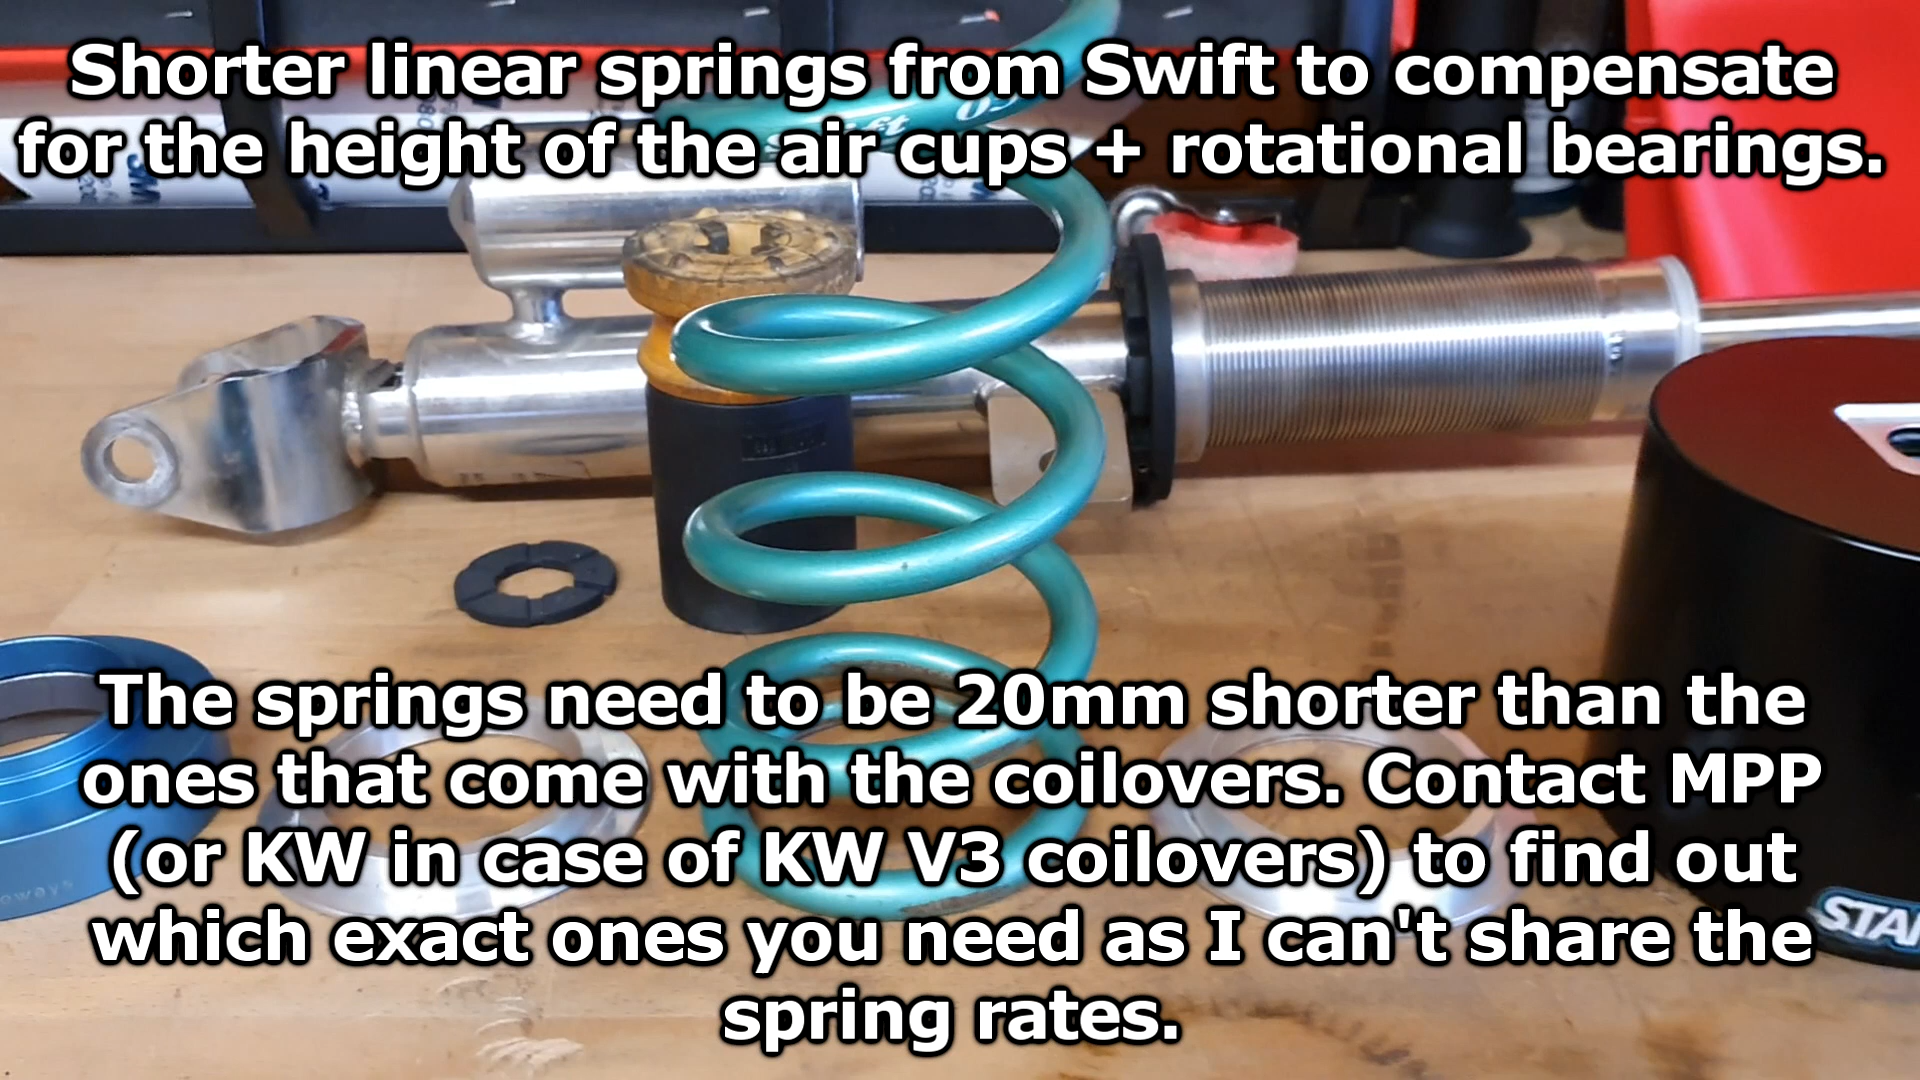 Shorter linear springs from Swift to compensate
for the height of the air cups + rotational bearings.
The springs need to be 20mm shorter than the
ones that come with the coilovers. Contact MPP
(or KW in case of KW V3 coilovers) to find out
which exact ones you need as I can't share the
spring rates.